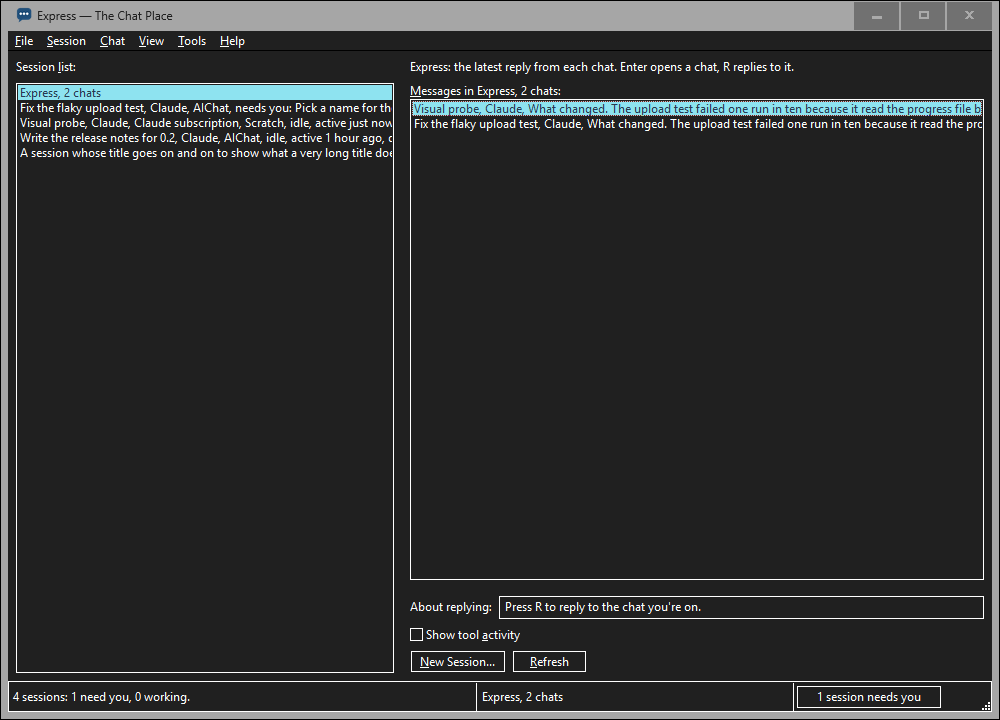 Express — The Chat Place
File Session Chat View Tools Help
Session list:
Express, 2 chats
Fix the flaky upload test, Claude, AIChat, needs you: Pick a name for th
Visual probe, Claude, Claude subscription, Scratch, idle, active just now
Write the release notes for 0.2, Claude, AIChat, idle, active 1 hour ago,
A session whose title goes on and on to show what a very long title doe
Express: the latest reply from each chat. Enter opens a chat, R replies to it.
Messages in Express, 2 chats:
Visual probe, Claude, What changed. The upload test failed one run in ten because it read the progress file b
Fix the flaky upload test, Claude, What changed. The upload test failed one run in ten because it read the pro
About replying: Press R to reply to the chat you're on.
Show tool activity
New Session... Refresh
4 sessions: 1 need you, 0 working.
Express, 2 chats
1 session needs you